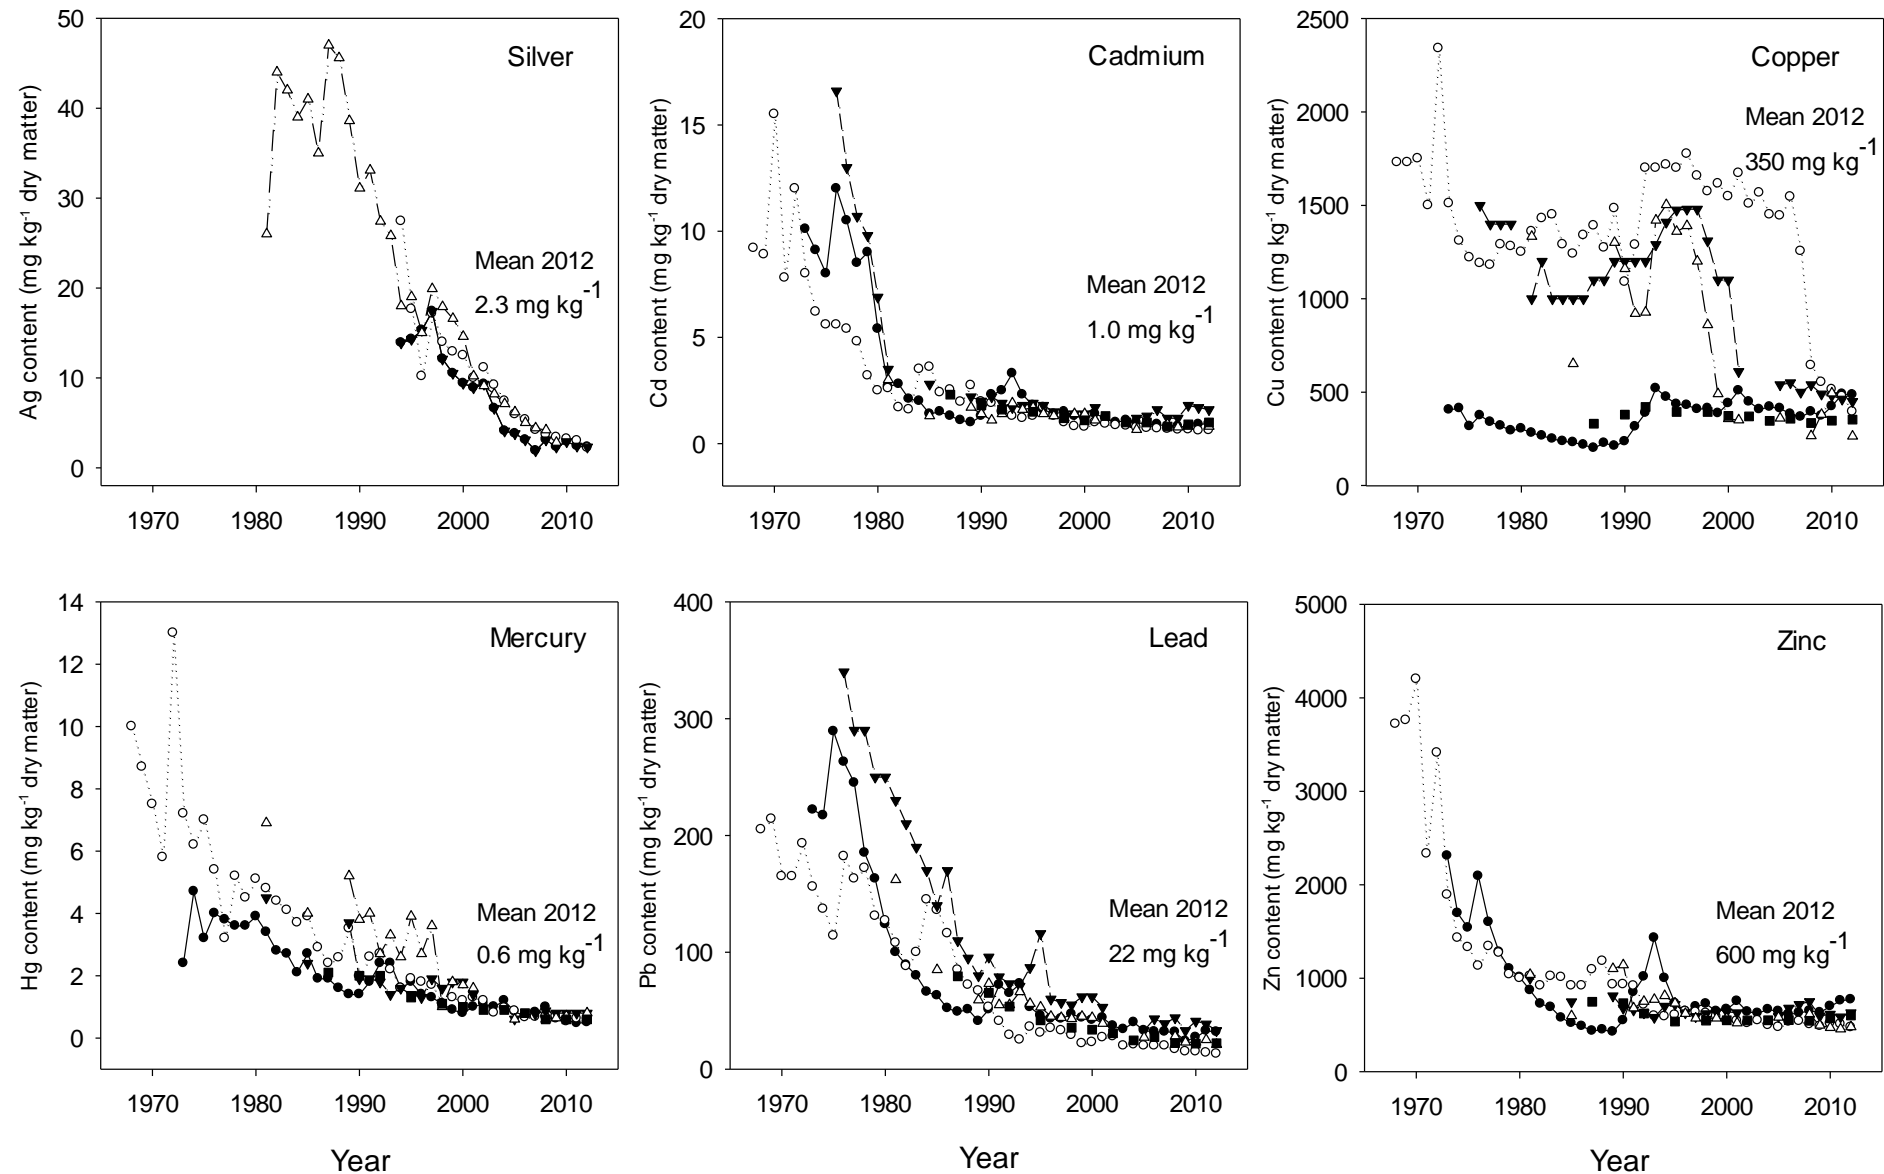 Silver
Ag content (mg kg⁻¹ dry matter)
50
40
30
20
10
0
Mean 2012
2.3 mg kg⁻¹
1970 1980 1990 2000 2010
Cadmium
Cd content (mg kg⁻¹ dry matter)
20
15
10
5
0
Mean 2012
1.0 mg kg⁻¹
1970 1980 1990 2000 2010
Copper
Cu content (mg kg⁻¹ dry matter)
2500
2000
1500
1000
500
0
Mean 2012
350 mg kg⁻¹
1970 1980 1990 2000 2010
Mercury
Hg content (mg kg⁻¹ dry matter)
14
12
10
8
6
4
2
0
Mean 2012
0.6 mg kg⁻¹
1970 1980 1990 2000 2010
Year
Lead
Pb content (mg kg⁻¹ dry matter)
400
300
200
100
0
Mean 2012
22 mg kg⁻¹
1970 1980 1990 2000 2010
Year
Zinc
Zn content (mg kg⁻¹ dry matter)
5000
4000
3000
2000
1000
0
Mean 2012
600 mg kg⁻¹
1970 1980 1990 2000 2010
Year